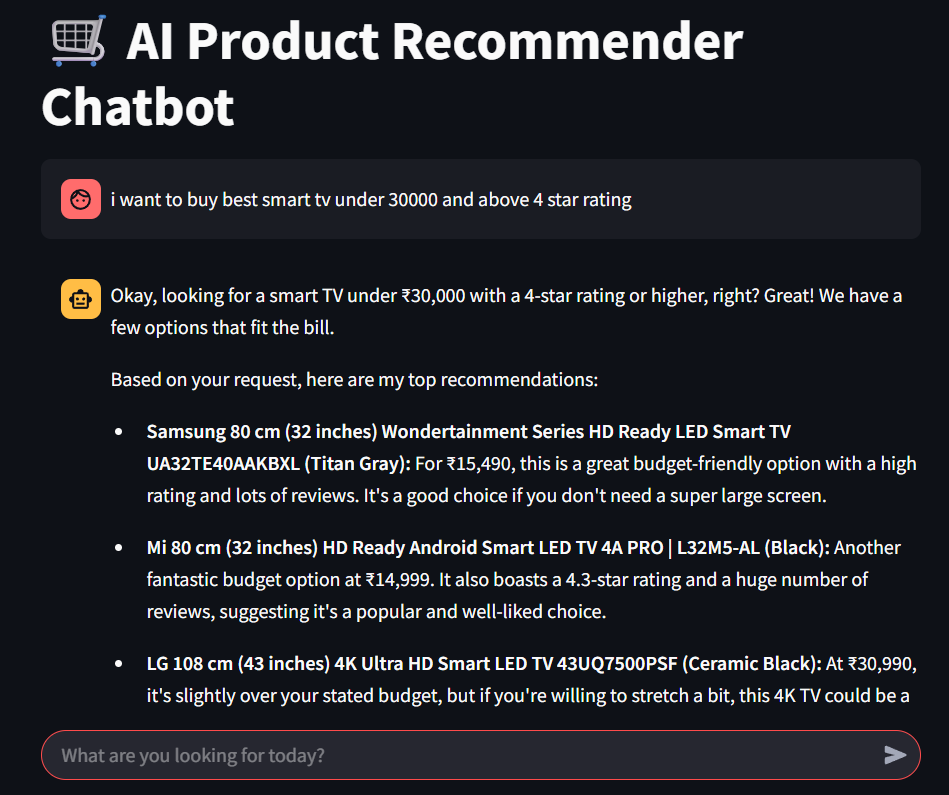 AI Product Recommender
Chatbot
i want to buy best smart tv under 30000 and above 4 star rating
Okay, looking for a smart TV under ₹30,000 with a 4-star rating or higher, right? Great! We have a
few options that fit the bill.
Based on your request, here are my top recommendations:
• Samsung 80 cm (32 inches) Wondertainment Series HD Ready LED Smart TV
UA32TE40AAKBXL (Titan Gray): For ₹15,490, this is a great budget-friendly option with a high
rating and lots of reviews. It's a good choice if you don't need a super large screen.
• Mi 80 cm (32 inches) HD Ready Android Smart LED TV 4A PRO | L32M5-AL (Black): Another
fantastic budget option at ₹14,999. It also boasts a 4.3-star rating and a huge number of
reviews, suggesting it's a popular and well-liked choice.
• LG 108 cm (43 inches) 4K Ultra HD Smart LED TV 43UQ7500PSF (Ceramic Black): At ₹30,990,
it's slightly over your stated budget, but if you're willing to stretch a bit, this 4K TV could be a
What are you looking for today?